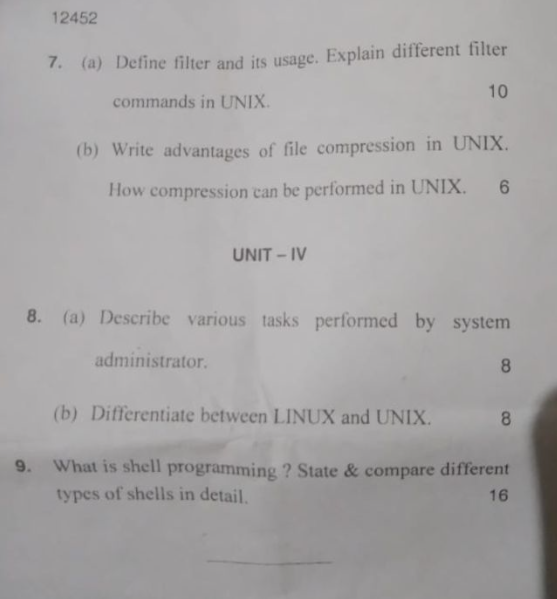 12452
7. (a) Define filter and its usage. Explain different filter
commands in UNIX. 10
(b) Write advantages of file compression in UNIX.
How compression can be performed in UNIX. 6
UNIT – IV
8. (a) Describe various tasks performed by system
administrator. 8
(b) Differentiate between LINUX and UNIX. 8
9. What is shell programming ? State & compare different
types of shells in detail. 16